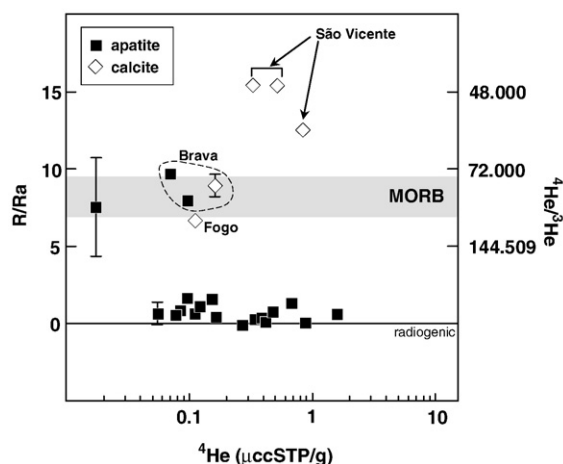 apatite
calcite
São Vicente
15
10
5
0
R/Ra
48.000
72.000
144.509
⁴He/³He
Brava
MORB
Fogo
radiogenic
0.1
1
10
⁴He (μccSTP/g)